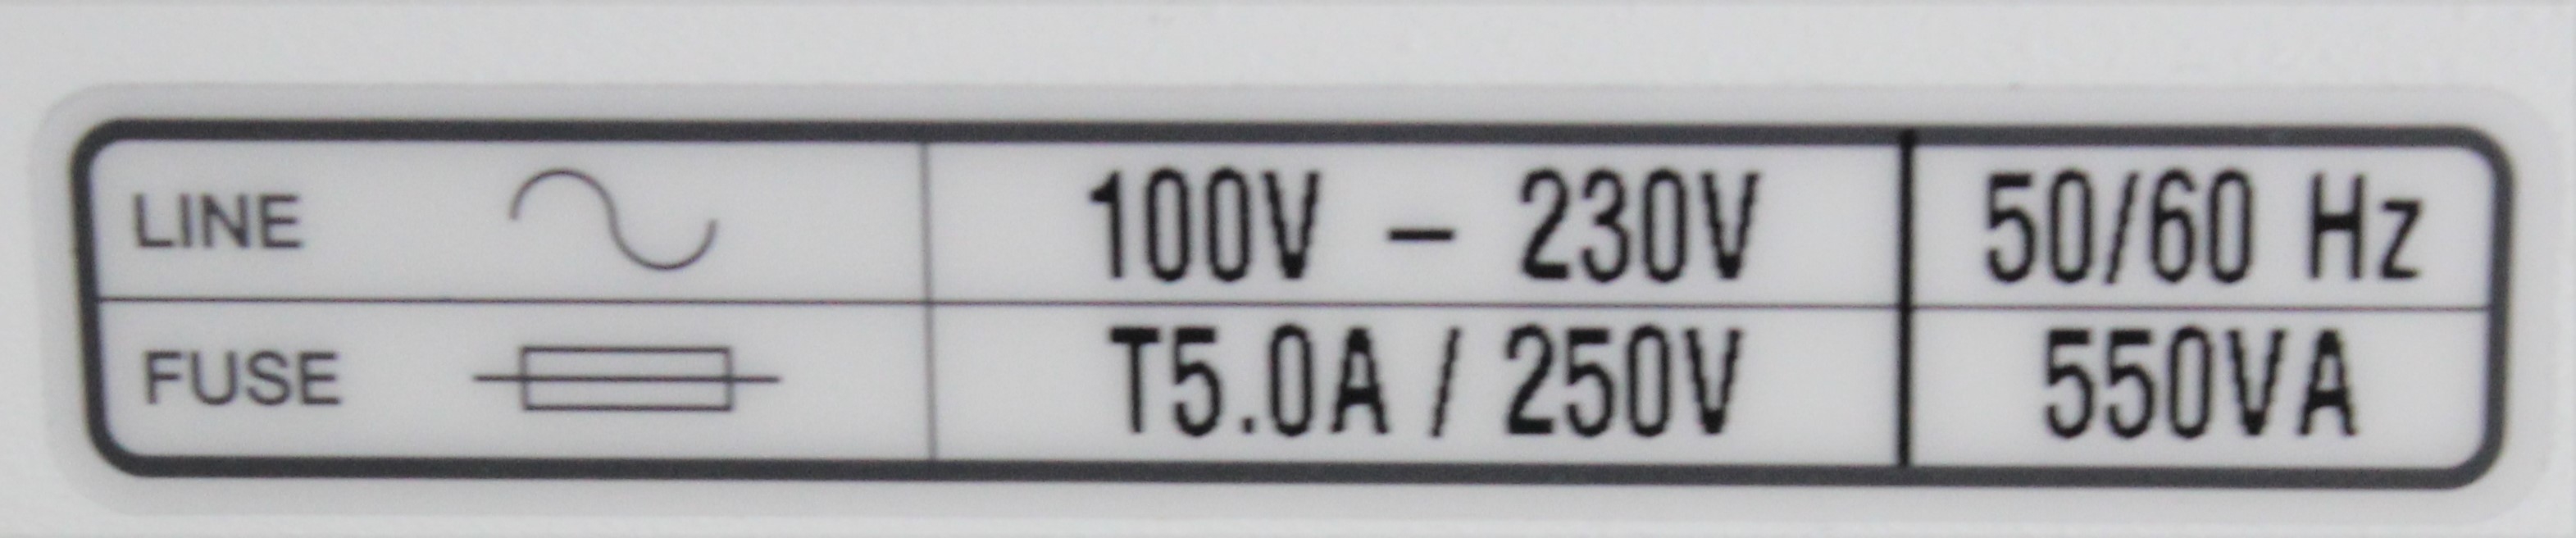 LINE 100V – 230V 50/60 Hz
FUSE T5.0A / 250V 550VA